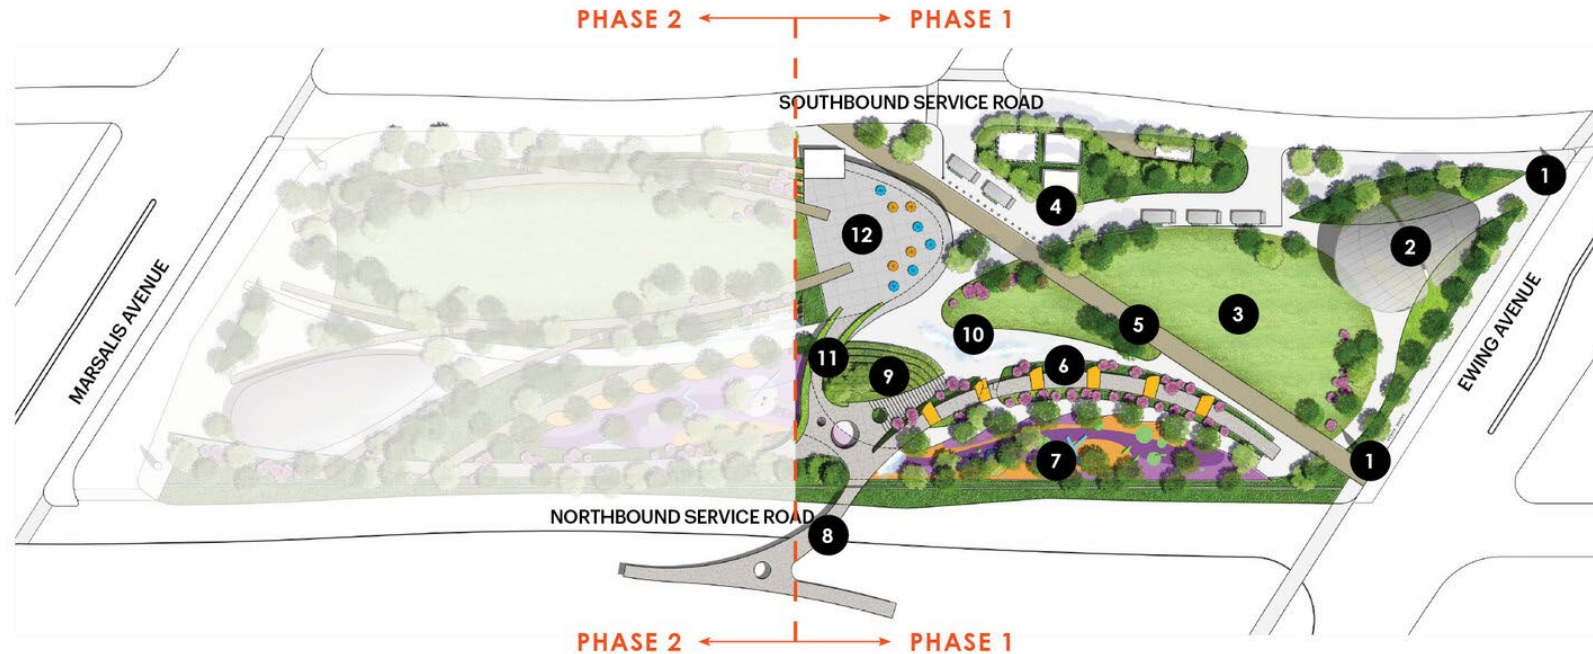 PHASE 2 PHASE 1
SOUTHBOUND SERVICE ROAD
1
4
12
2
MARSALIS AVENUE
3
5
EWING AVENUE
10
11
6
9
7
1
NORTHBOUND SERVICE ROAD
8
PHASE 2 PHASE 1